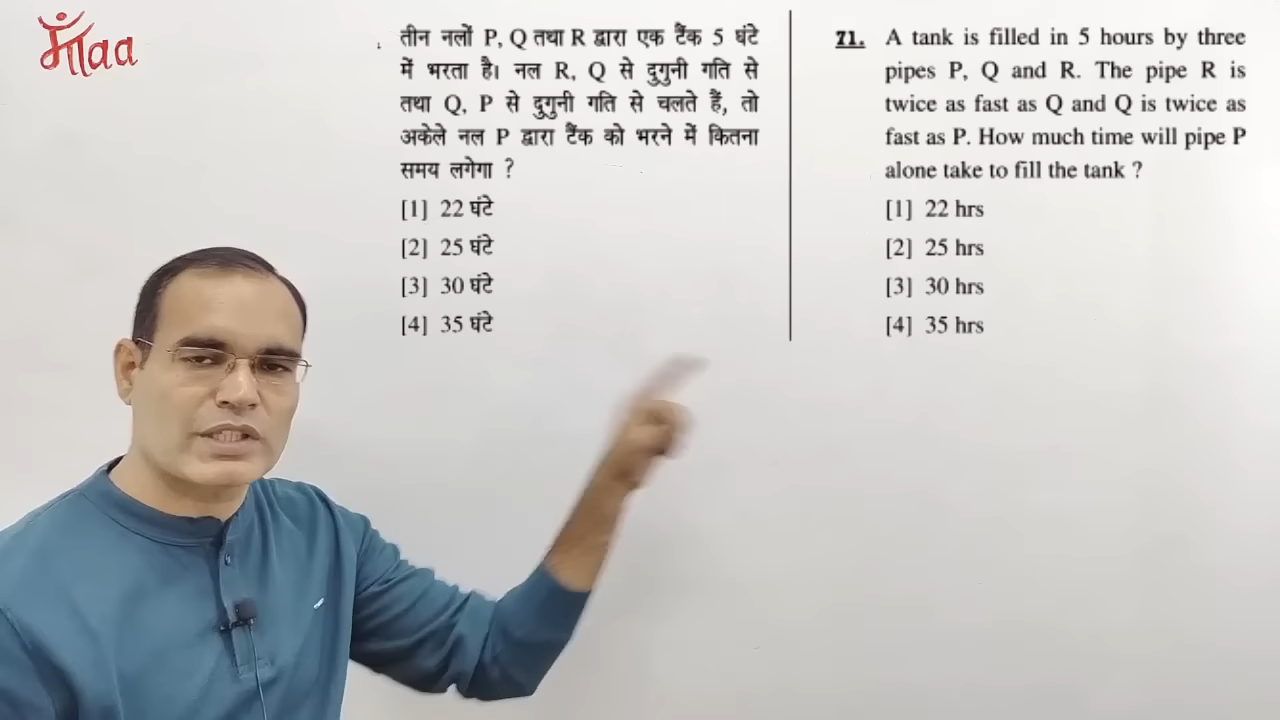 माँaa
तीन नलों P, Q तथा R द्वारा एक टैंक 5 घंटे
में भरता है। नल R, Q से दुगुनी गति से
तथा Q, P से दुगुनी गति से चलते हैं, तो
अकेले नल P द्वारा टैंक को भरने में कितना
समय लगेगा ?
[1] 22 घंटे
[2] 25 घंटे
[3] 30 घंटे
[4] 35 घंटे
71. A tank is filled in 5 hours by three
pipes P, Q and R. The pipe R is
twice as fast as Q and Q is twice as
fast as P. How much time will pipe P
alone take to fill the tank ?
[1] 22 hrs
[2] 25 hrs
[3] 30 hrs
[4] 35 hrs